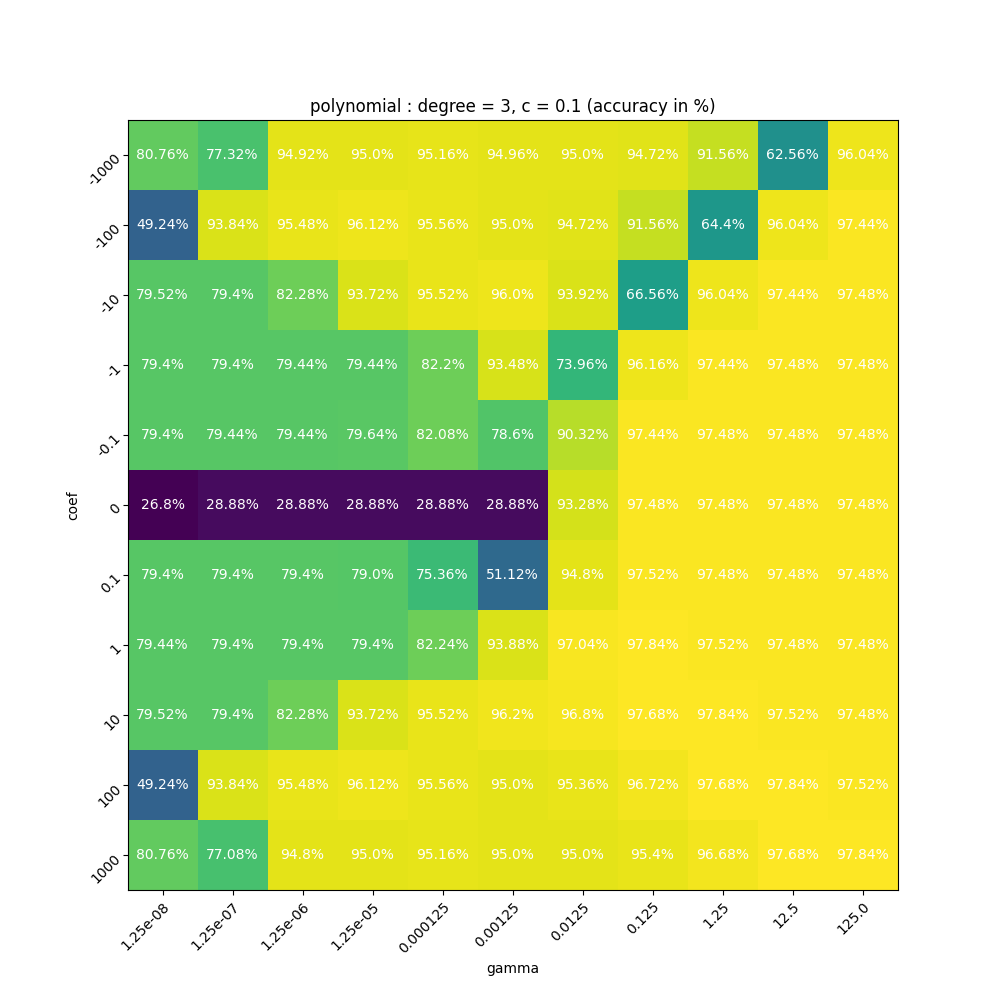 polynomial : degree = 3, c = 0.1 (accuracy in %)
-1000 80.76% 77.32% 94.92% 95.0% 95.16% 94.96% 95.0% 94.72% 91.56% 62.56% 96.04%
-100 49.24% 93.84% 95.48% 96.12% 95.56% 95.0% 94.72% 91.56% 64.4% 96.04% 97.44%
-10 79.52% 79.4% 82.28% 93.72% 95.52% 96.0% 93.92% 66.56% 96.04% 97.44% 97.48%
-1 79.4% 79.4% 79.44% 79.44% 82.2% 93.48% 73.96% 96.16% 97.44% 97.48% 97.48%
-0.1 79.4% 79.44% 79.44% 79.64% 82.08% 78.6% 90.32% 97.44% 97.48% 97.48% 97.48%
coef
0 26.8% 28.88% 28.88% 28.88% 28.88% 28.88% 93.28% 97.48% 97.48% 97.48% 97.48%
0.1 79.4% 79.4% 79.4% 79.0% 75.36% 51.12% 94.8% 97.52% 97.48% 97.48% 97.48%
1 79.44% 79.4% 79.4% 79.4% 82.24% 93.88% 97.04% 97.84% 97.52% 97.48% 97.48%
10 79.52% 79.4% 82.28% 93.72% 95.52% 96.2% 96.8% 97.68% 97.84% 97.52% 97.48%
100 49.24% 93.84% 95.48% 96.12% 95.56% 95.0% 95.36% 96.72% 97.68% 97.84% 97.52%
1000 80.76% 77.08% 94.8% 95.0% 95.16% 95.0% 95.0% 95.4% 96.68% 97.68% 97.84%
1.25e-08 1.25e-07 1.25e-06 1.25e-05 0.000125 0.00125 0.0125 0.125 1.25 12.5 125.0
gamma